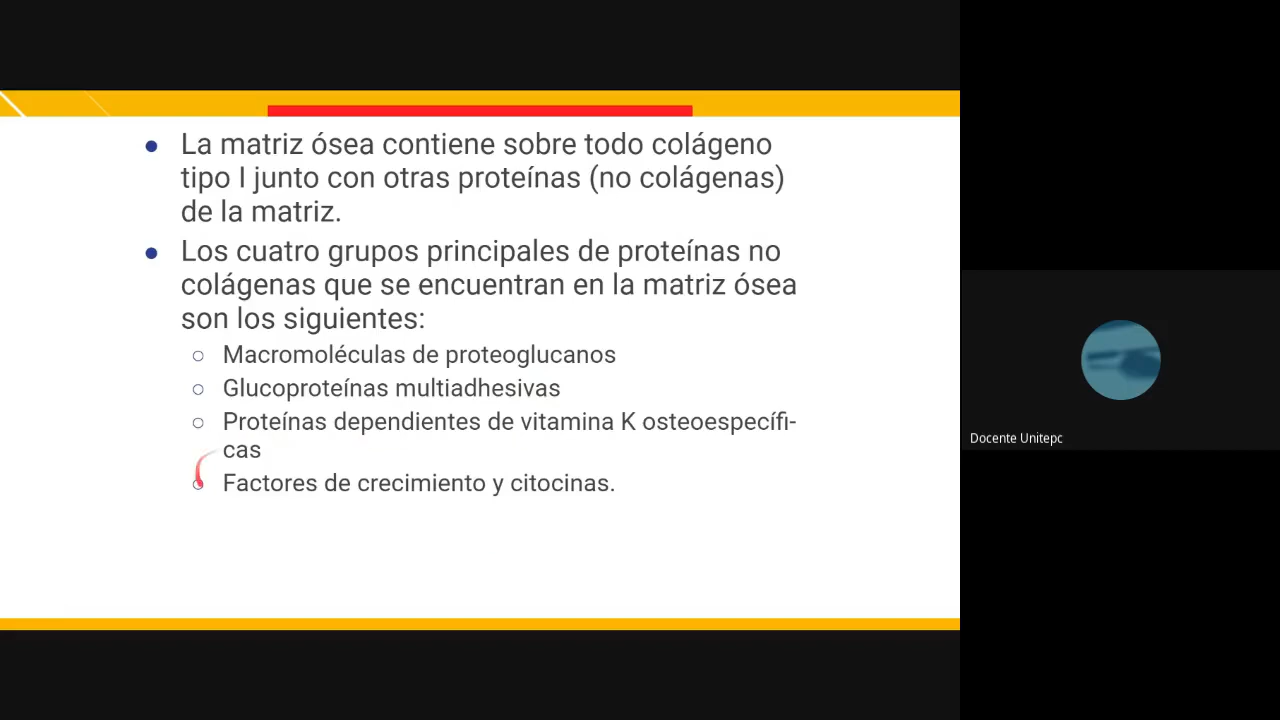 La matriz ósea contiene sobre todo colágeno
tipo I junto con otras proteínas (no colágenas)
de la matriz.
Los cuatro grupos principales de proteínas no
colágenas que se encuentran en la matriz ósea
son los siguientes:
Macromoléculas de proteoglucanos
Glucoproteínas multiadhesivas
Proteínas dependientes de vitamina K osteoespecífi-
cas
Factores de crecimiento y citocinas.
Docente Unitepc